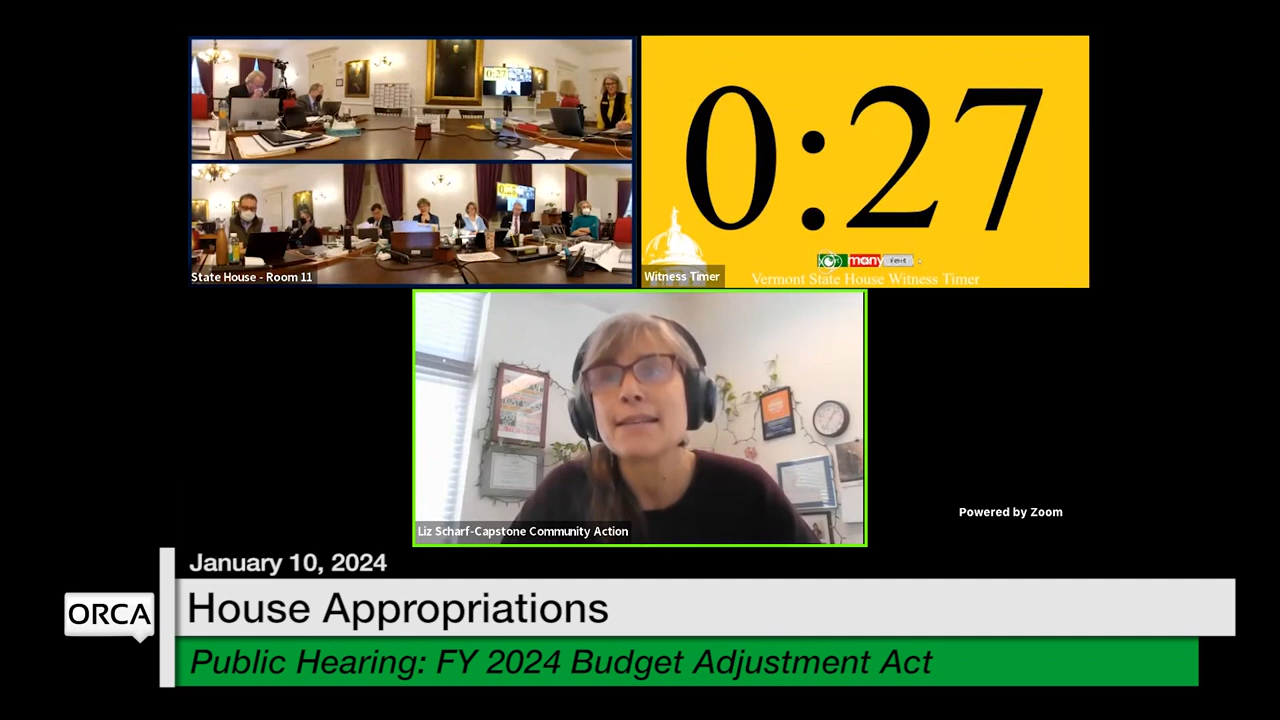 0:27
State House - Room 11
Witness Timer
many
Vermont State House Witness Timer
Liz Scharf-Capstone Community Action
Powered by Zoom
January 10, 2024
ORCA
House Appropriations
Public Hearing: FY 2024 Budget Adjustment Act